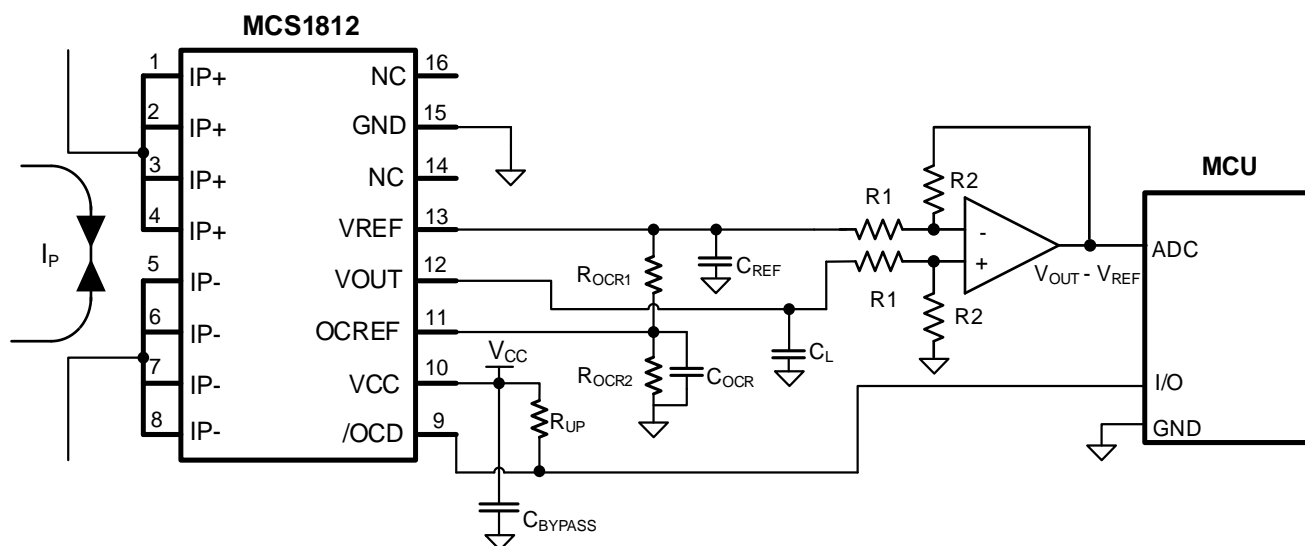 MCS1812
1
IP+
NC
16
2
IP+
GND
15
3
IP+
NC
14
4
IP+
VREF
13
5
IP-
VOUT
12
6
IP-
OCREF
11
7
IP-
VCC
10
8
IP-
/OCD
9
IP
VCC
RUP
CBYPASS
ROCR1
ROCR2
COCR
CREF
CL
R1
R2
R1
R2
-
+
VOUT - VREF
MCU
ADC
I/O
GND